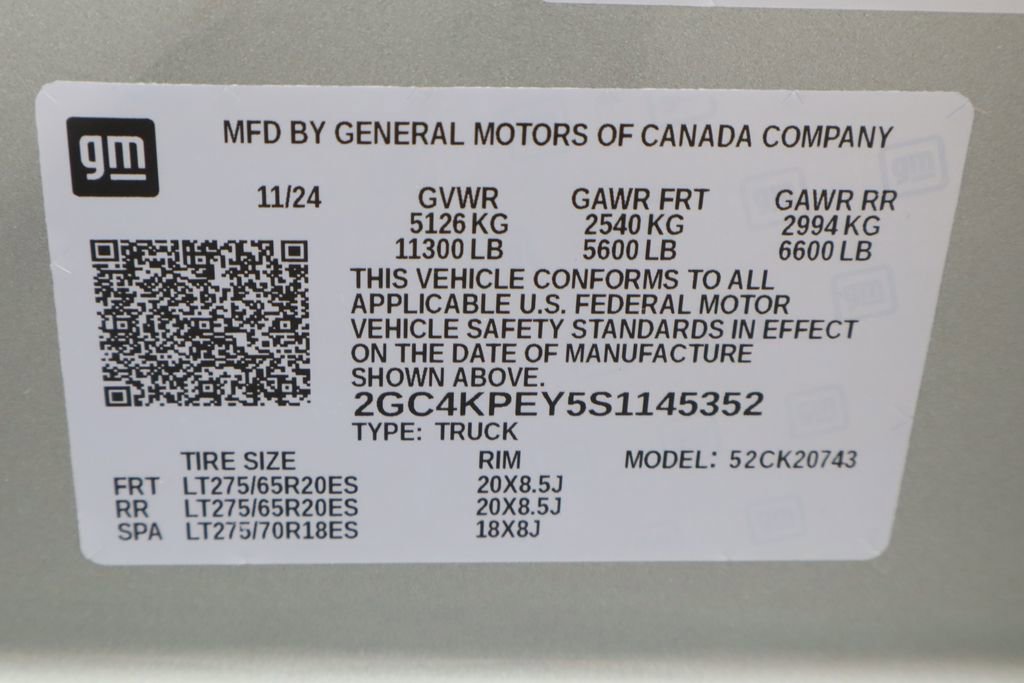 gm
MFD BY GENERAL MOTORS OF CANADA COMPANY
11/24 GVWR GAWR FRT GAWR RR
5126 KG 2540 KG 2994 KG
11300 LB 5600 LB 6600 LB
THIS VEHICLE CONFORMS TO ALL
APPLICABLE U.S. FEDERAL MOTOR
VEHICLE SAFETY STANDARDS IN EFFECT
ON THE DATE OF MANUFACTURE
SHOWN ABOVE.
2GC4KPEY5S1145352
TYPE: TRUCK
TIRE SIZE RIM MODEL: 52CK20743
FRT LT275/65R20ES 20X8.5J
RR LT275/65R20ES 20X8.5J
SPA LT275/70R18ES 18X8J